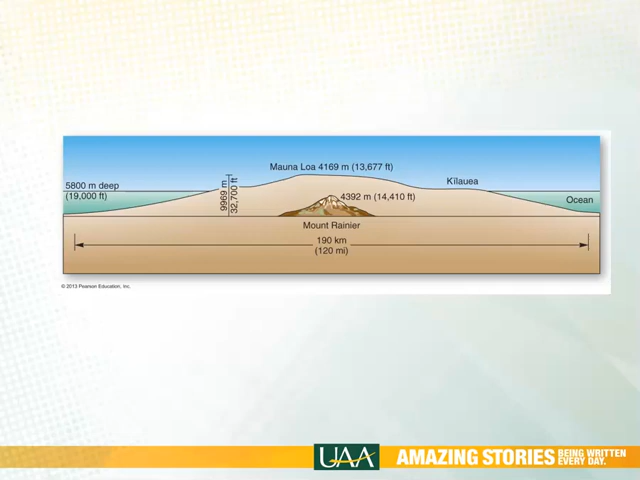 Mauna Loa 4169 m (13,677 ft)
5800 m deep
(19,000 ft)
Kīlauea
9969 m
32,700 ft
4392 m (14,410 ft)
Ocean
Mount Rainier
190 km
(120 mi)
© 2013 Pearson Education, Inc.
UAA
AMAZING STORIES BEING WRITTEN
EVERY DAY.